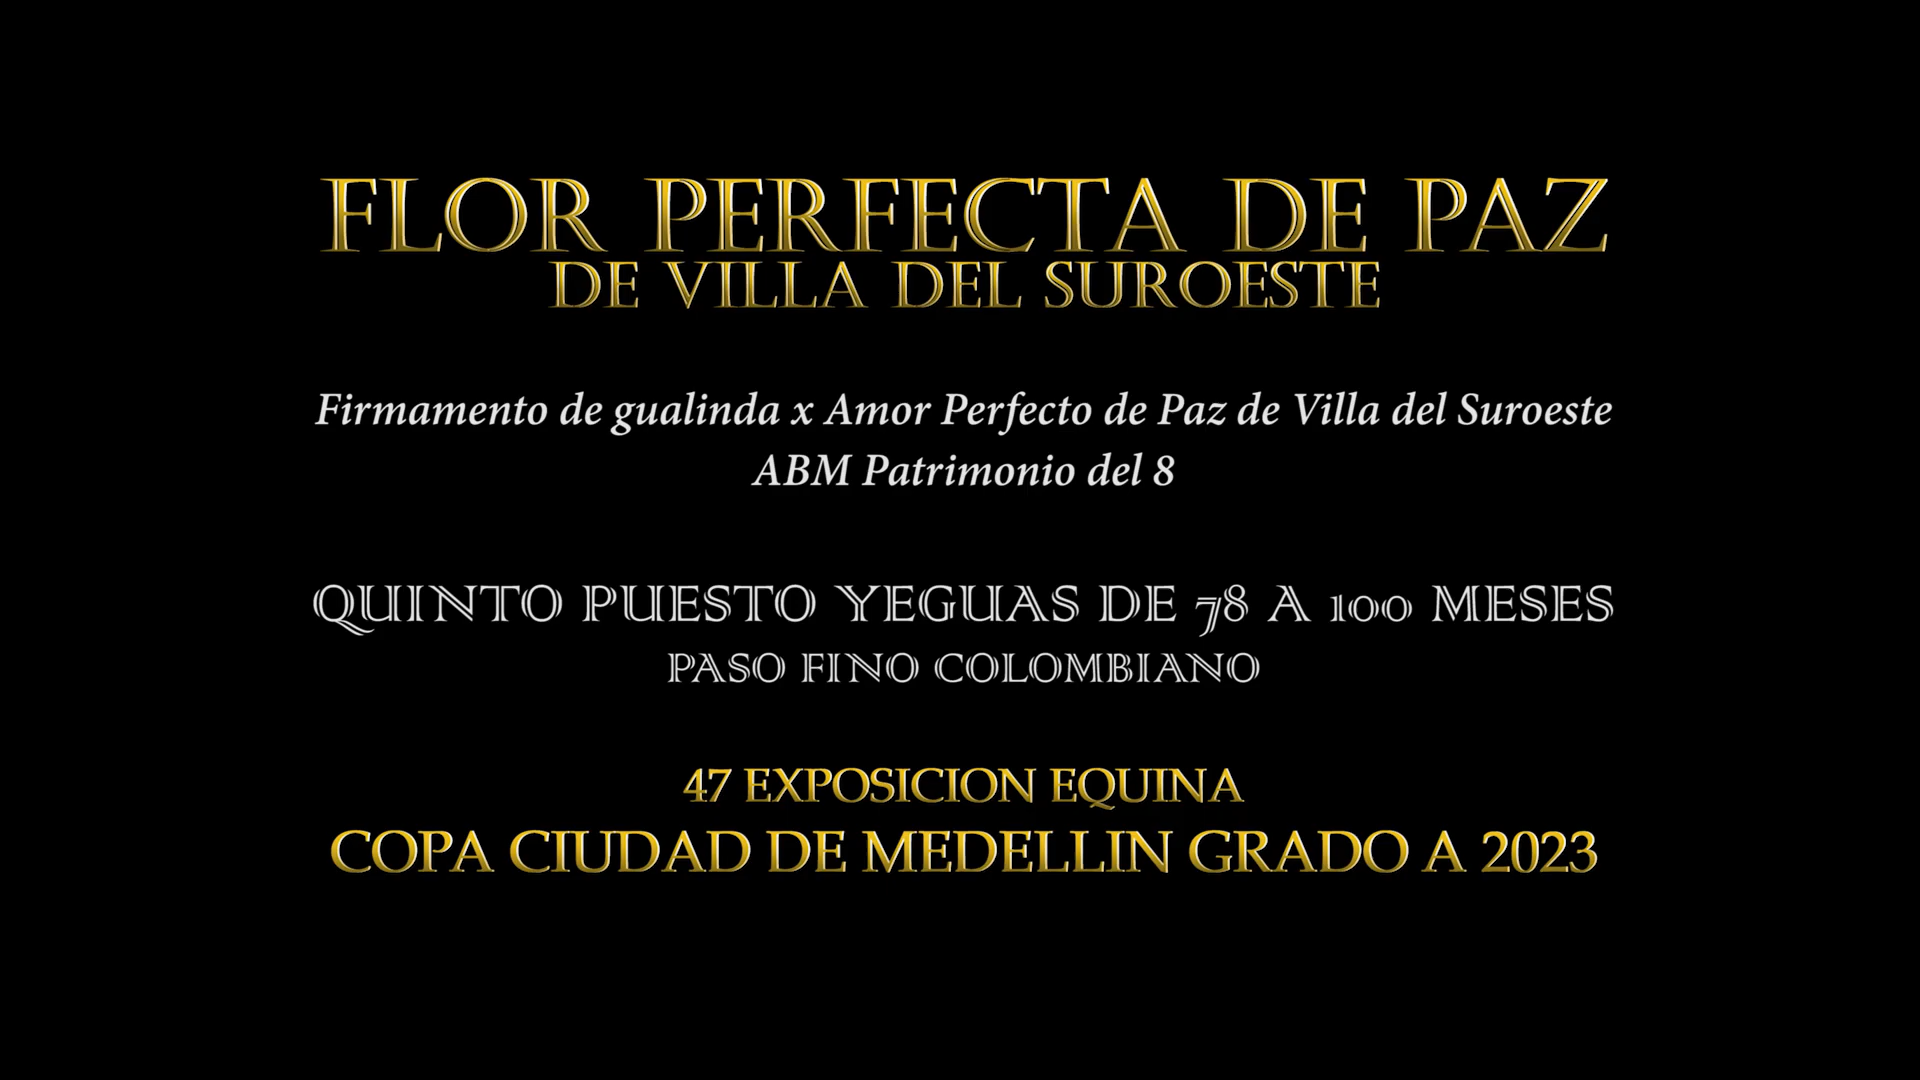 FLOR PERFECTA DE PAZ
DE VILLA DEL SUROESTE
Firmamento de gualinda x Amor Perfecto de Paz de Villa del Suroeste
ABM Patrimonio del 8
QUINTO PUESTO YEGUAS DE 78 A 100 MESES
PASO FINO COLOMBIANO
47 EXPOSICION EQUINA
COPA CIUDAD DE MEDELLIN GRADO A 2023